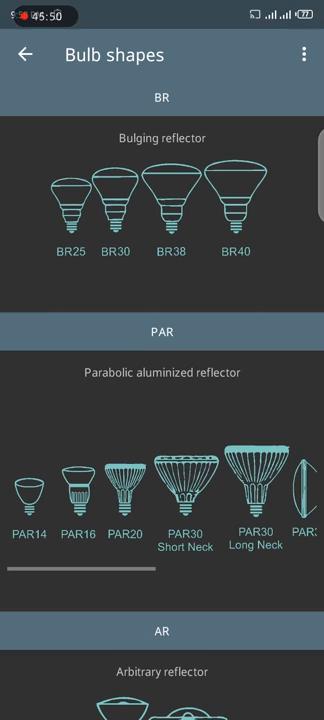 45:50
77
Bulb shapes
BR
Bulging reflector
BR25 BR30 BR38 BR40
PAR
Parabolic aluminized reflector
PAR14 PAR16 PAR20 PAR30 Short Neck PAR30 Long Neck
AR
Arbitrary reflector